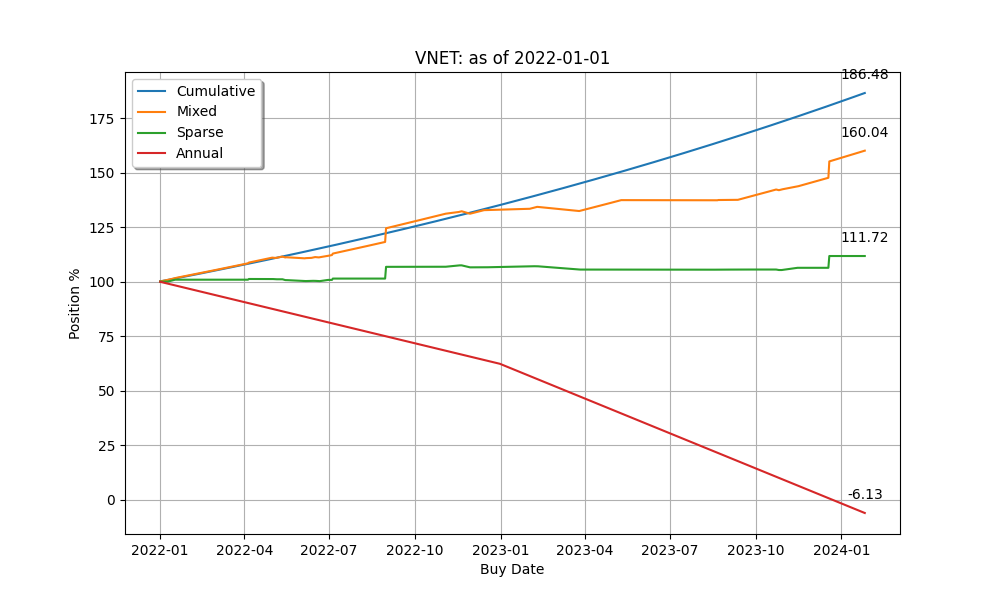 VNET: as of 2022-01-01
186.48
Cumulative
Mixed
Sparse
Annual
160.04
111.72
-6.13
175
150
125
100
75
50
25
0
Position %
2022-01 2022-04 2022-07 2022-10 2023-01 2023-04 2023-07 2023-10 2024-01
Buy Date